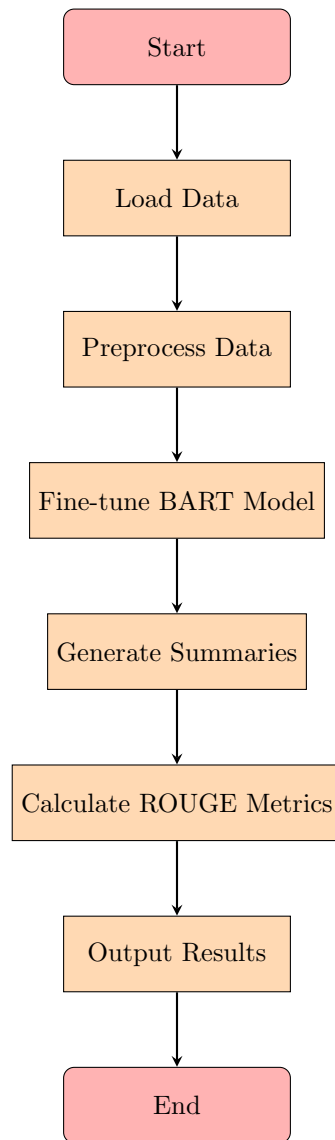 Start
Load Data
Preprocess Data
Fine-tune BART Model
Generate Summaries
Calculate ROUGE Metrics
Output Results
End